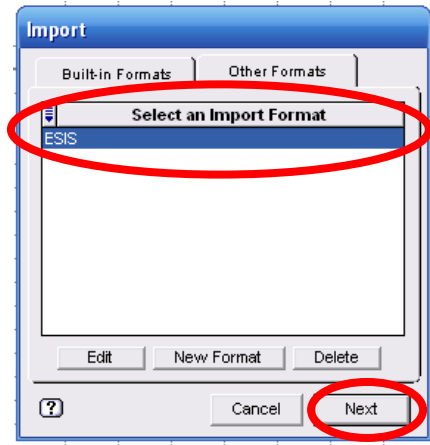 Import
Built-in Formats Other Formats
Select an Import Format
ESIS
Edit New Format Delete
? Cancel Next